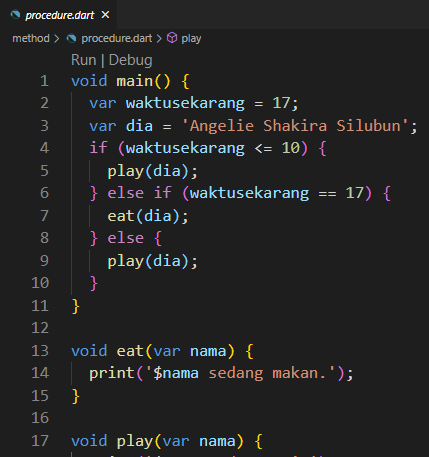 procedure.dart
method > procedure.dart > play
Run | Debug
1 void main() {
2 var waktusekarang = 17;
3 var dia = 'Angelie Shakira Silubun';
4 if (waktusekarang <= 10) {
5 play(dia);
6 } else if (waktusekarang == 17) {
7 eat(dia);
8 } else {
9 play(dia);
10 }
11 }
12
13 void eat(var nama) {
14 print('$nama sedang makan.');
15 }
16
17 void play(var nama) {